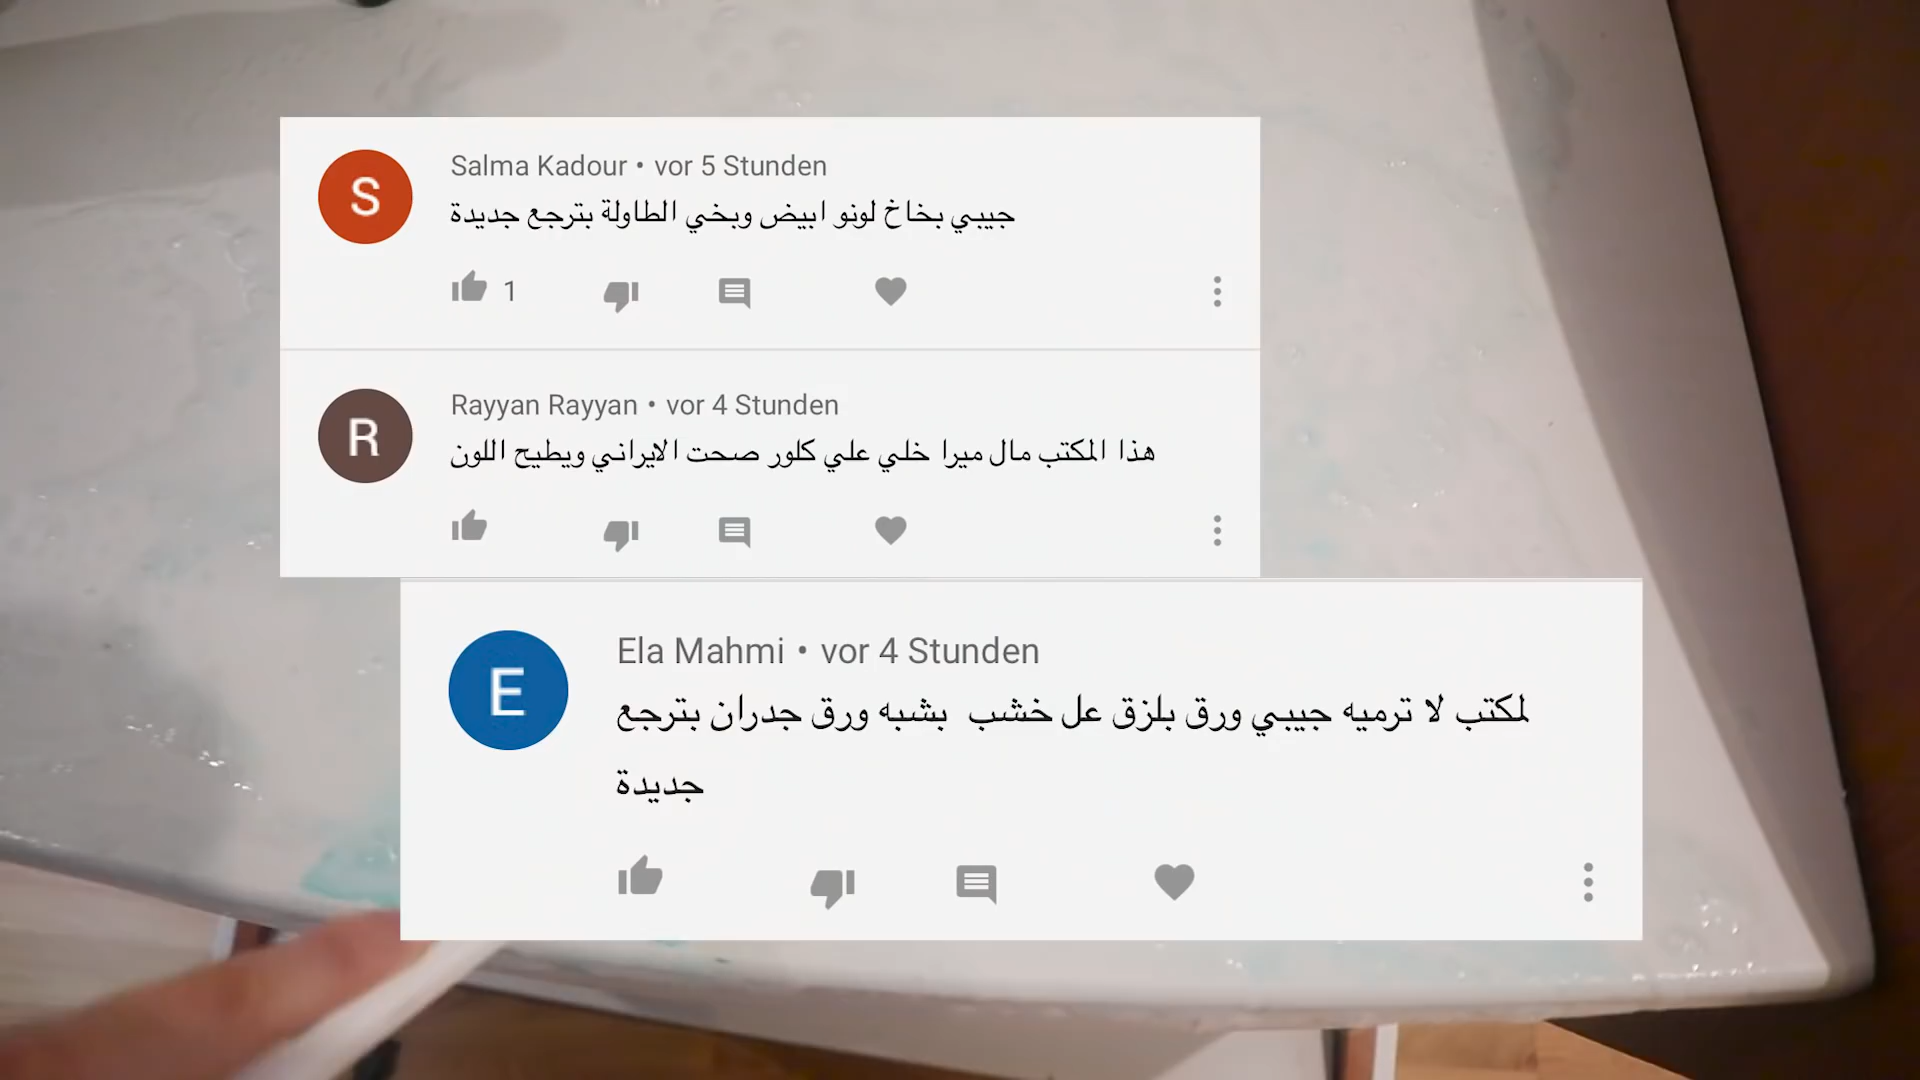 S
Salma Kadour • vor 5 Stunden
جيبي بخاخ لونو ابيض وبخي الطاولة بترجع جديدة
1
R
Rayyan Rayyan • vor 4 Stunden
هذا المكتب مال ميرا خلي علي كلور صحت الايراني ويطيح اللون
E
Ela Mahmi • vor 4 Stunden
لمكتب لا ترميه جيبي ورق بلزق عل خشب بشبه ورق جدران بترجع
جديدة